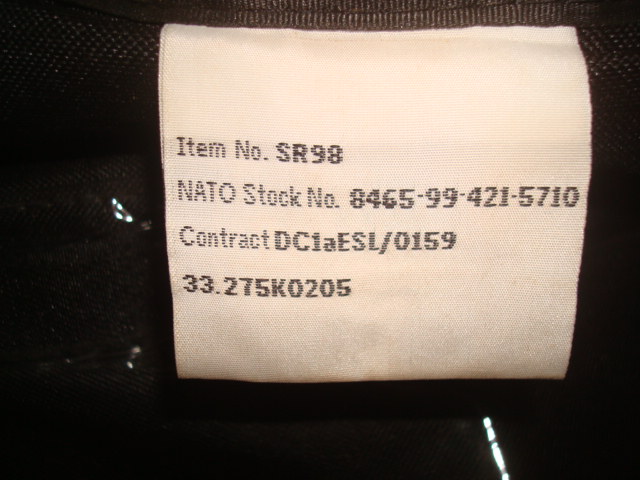 Item No. SR98
NATO Stock No. 8465-99-421-5710
Contract DC1aESL/0159
33.275K0205